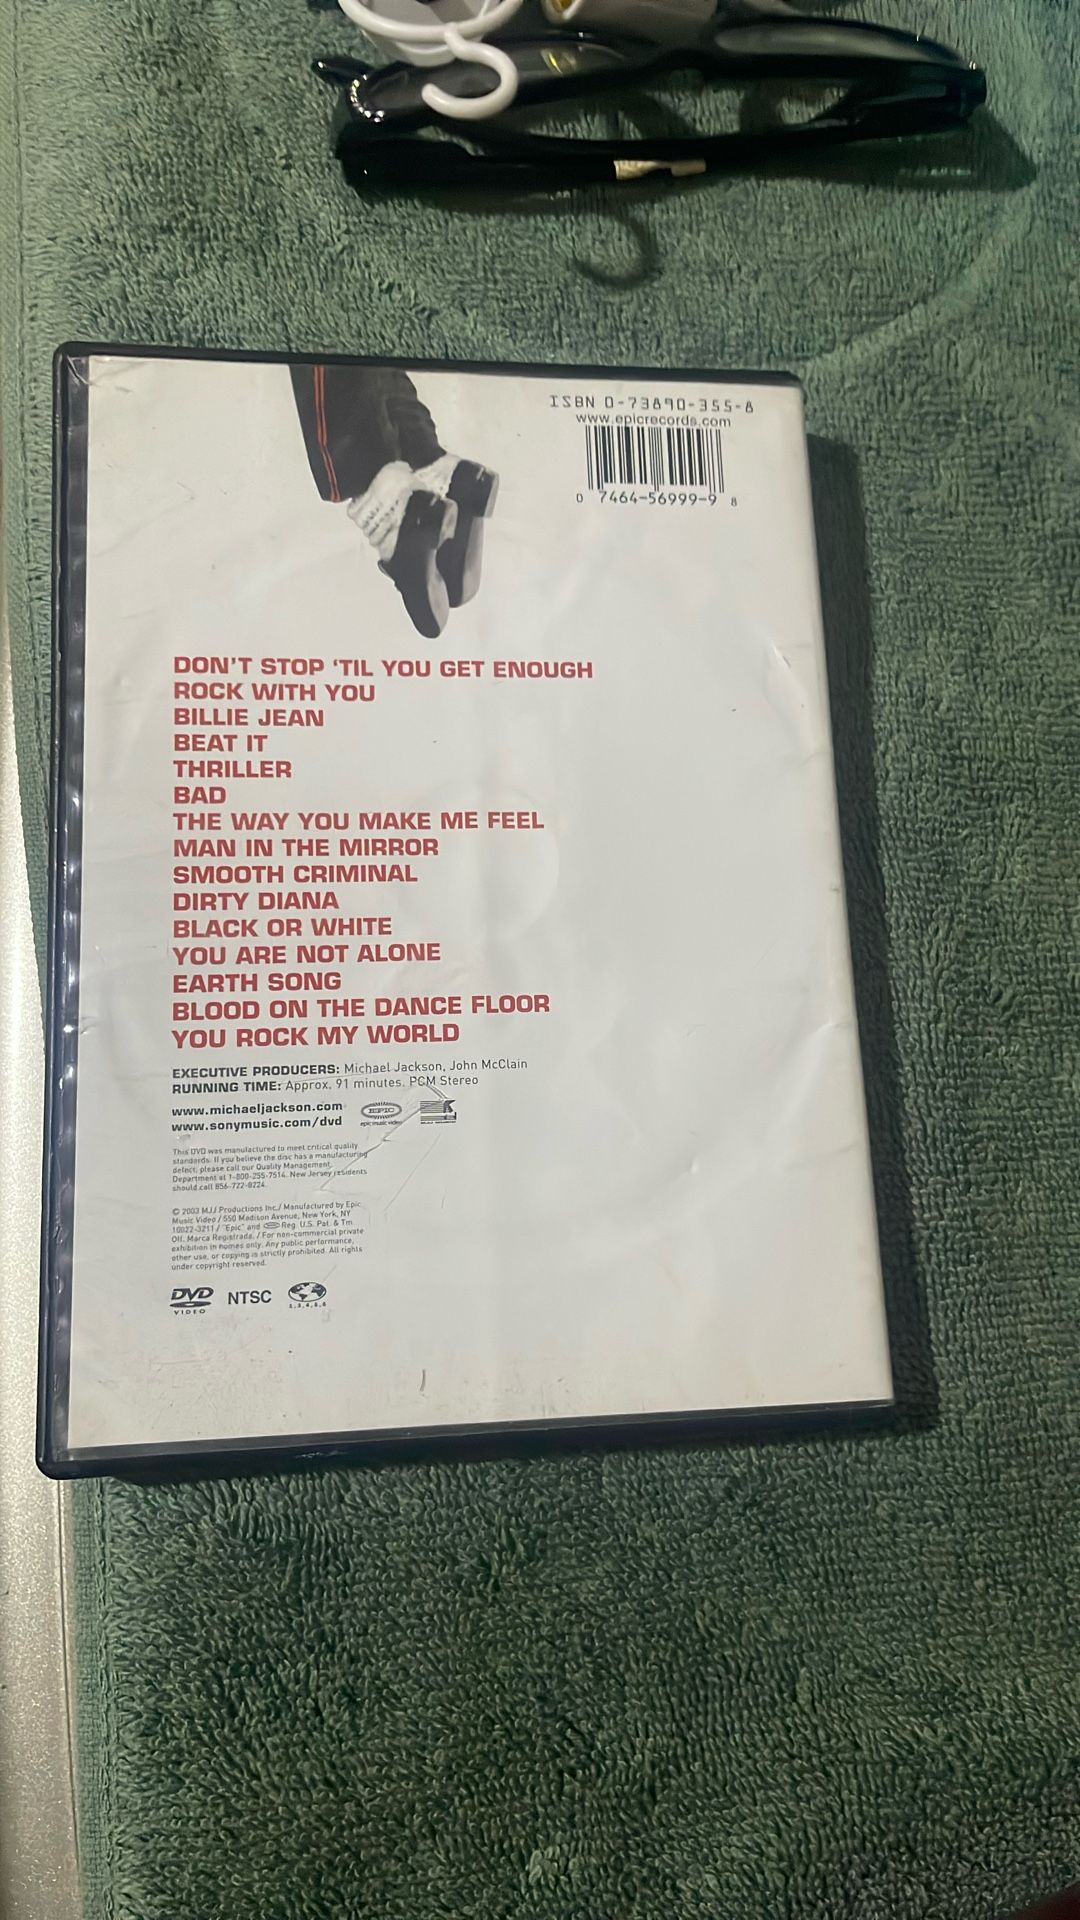 ISBN 0-73890-355-8
www.epicrecords.com
0 7464-56999-9 8
DON'T STOP 'TIL YOU GET ENOUGH
ROCK WITH YOU
BILLIE JEAN
BEAT IT
THRILLER
BAD
THE WAY YOU MAKE ME FEEL
MAN IN THE MIRROR
SMOOTH CRIMINAL
DIRTY DIANA
BLACK OR WHITE
YOU ARE NOT ALONE
EARTH SONG
BLOOD ON THE DANCE FLOOR
YOU ROCK MY WORLD
EXECUTIVE PRODUCERS: Michael Jackson, John McClain
RUNNING TIME: Approx. 91 minutes. PCM Stereo
www.michaeljackson.com
www.sonymusic.com/dvd
EPIC
epic music video
This DVD was manufactured to meet critical quality
standards. If you believe the disc has a manufacturing
defect, please call our Quality Management
Department at 1-800-255-7514. New Jersey residents
should call 856-722-8224.
© 2003 MJJ Productions Inc./ Manufactured by Epic
Music Video / 550 Madison Avenue, New York, NY
10022-3211 / "Epic" and Reg. U.S. Pat. & Tm.
Off. Marca Registrada. / For non-commercial private
exhibition in homes only. Any public performance,
other use, or copying is strictly prohibited. All rights
under copyright reserved.
DVD
VIDEO
NTSC